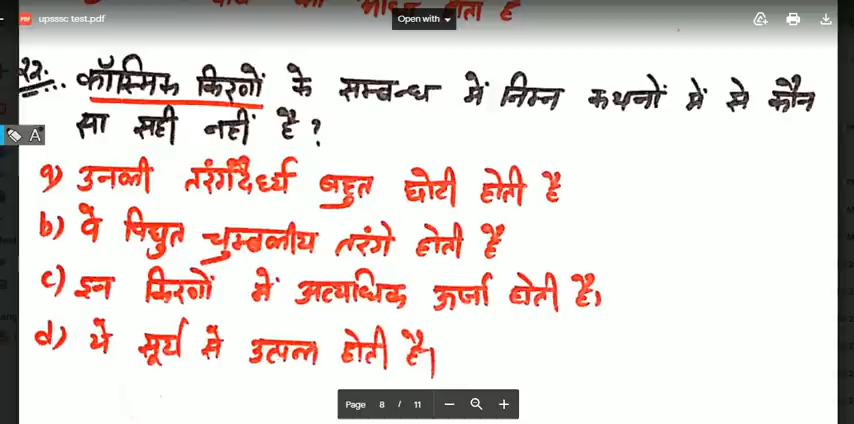 upsssc test.pdf
Open with
माध्य होता है
22. कॉस्मिक किरणों के सम्बन्ध में निम्न कथनों में से कौन
सा सही नहीं है?
a) उनकी तरंगदैर्ध्य बहुत छोटी होती है
b) वे विद्युत चुम्बकीय तरंगे होती है
c) इन किरणों में अत्यधिक ऊर्जा होती है।
d) ये सूर्य से उत्पन्न होती है।
Page 8 / 11